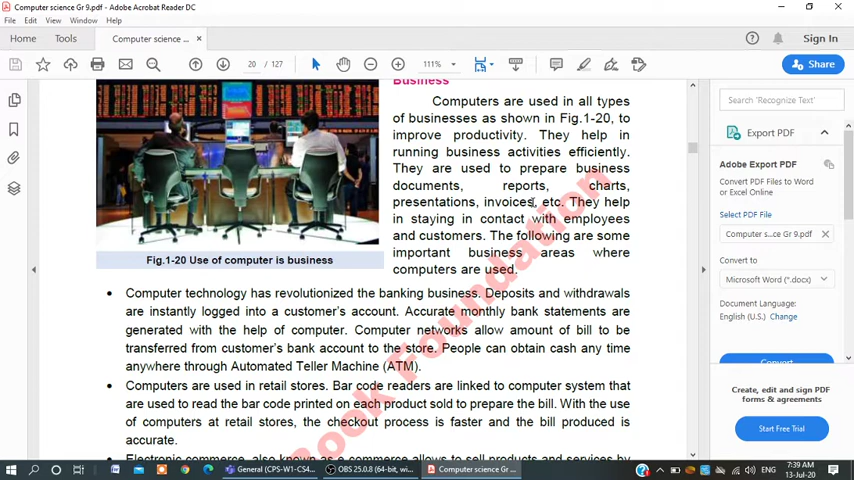 Computer science Gr 9.pdf - Adobe Acrobat Reader DC
File Edit View Window Help
Home Tools Computer science ... × Sign In
20 / 127 111% Share
Business
Computers are used in all types
of businesses as shown in Fig.1-20, to
improve productivity. They help in
running business activities efficiently.
They are used to prepare business
documents, reports, charts,
presentations, invoices, etc. They help
in staying in contact with employees
and customers. The following are some
important business areas where
computers are used.
Fig.1-20 Use of computer is business
• Computer technology has revolutionized the banking business. Deposits and withdrawals
are instantly logged into a customer's account. Accurate monthly bank statements are
generated with the help of computer. Computer networks allow amount of bill to be
transferred from customer's bank account to the store. People can obtain cash any time
anywhere through Automated Teller Machine (ATM).
• Computers are used in retail stores. Bar code readers are linked to computer system that
are used to read the bar code printed on each product sold to prepare the bill. With the use
of computers at retail stores, the checkout process is faster and the bill produced is
accurate.
• Electronic commerce, also known as e-commerce allows to sell products and services by
Book Foundation
Search 'Recognize Text'
Export PDF
Adobe Export PDF
Convert PDF Files to Word
or Excel Online
Select PDF File
Computer s...ce Gr 9.pdf ×
Convert to
Microsoft Word (*.docx)
Document Language:
English (U.S.) Change
Convert
Create, edit and sign PDF
forms & agreements
Start Free Trial
General (CPS-W1-CS4... OBS 25.0.8 (64-bit, wi... Computer science Gr ... ENG 7:39 AM
13-Jul-20